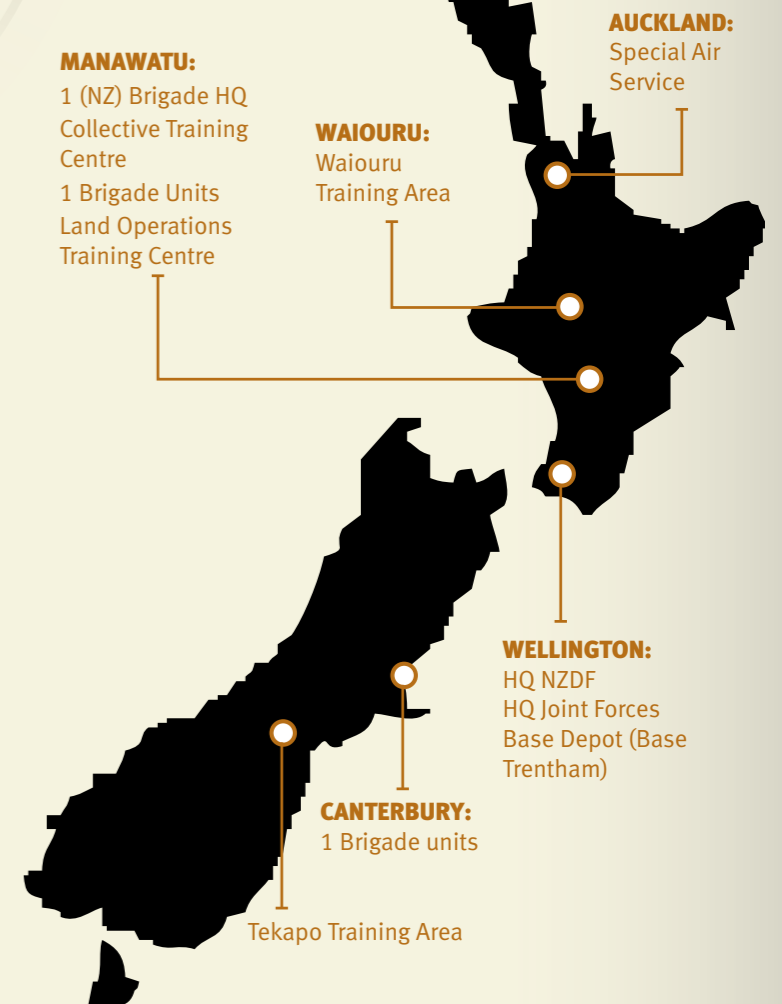 AUCKLAND:
Special Air
Service
MANAWATU:
1 (NZ) Brigade HQ
Collective Training
Centre
1 Brigade Units
Land Operations
Training Centre
WAIOURU:
Waiouru
Training Area
WELLINGTON:
HQ NZDF
HQ Joint Forces
Base Depot (Base
Trentham)
CANTERBURY:
1 Brigade units
Tekapo Training Area